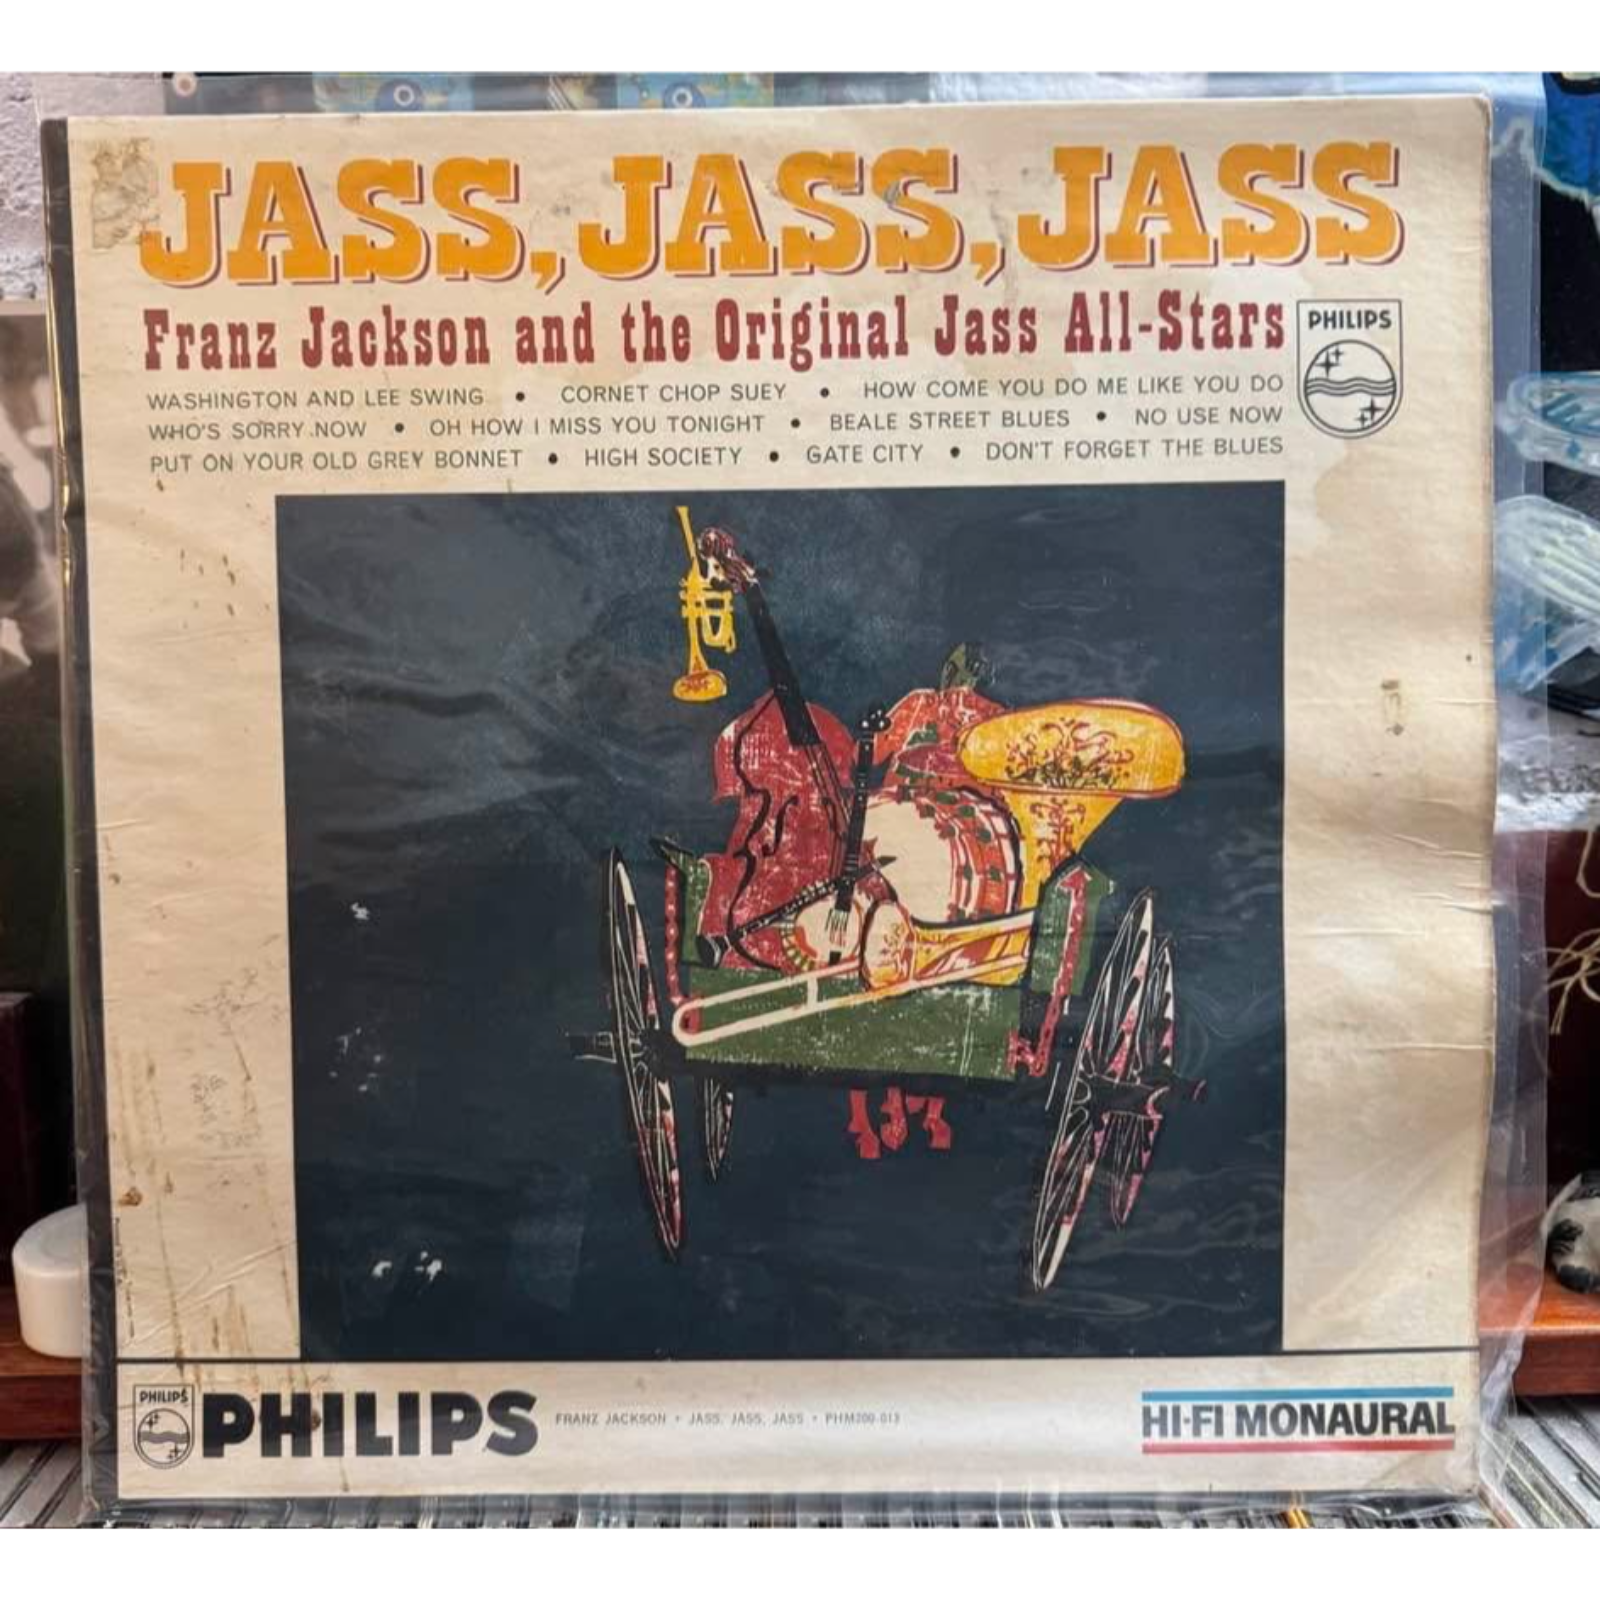 JASS, JASS, JASS
Franz Jackson and the Original Jass All-Stars
PHILIPS
WASHINGTON AND LEE SWING • CORNET CHOP SUEY • HOW COME YOU DO ME LIKE YOU DO
WHO'S SORRY NOW • OH HOW I MISS YOU TONIGHT • BEALE STREET BLUES • NO USE NOW
PUT ON YOUR OLD GREY BONNET • HIGH SOCIETY • GATE CITY • DON'T FORGET THE BLUES
PHILIPS
PHILIPS
FRANZ JACKSON • JASS, JASS, JASS • PHM200-013
HI-FI MONAURAL